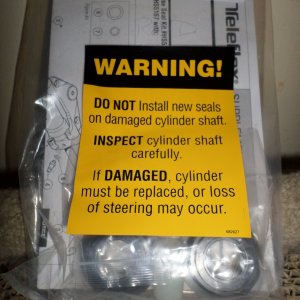 Teleflex
WARNING!
DO NOT Install new seals
on damaged cylinder shaft.
INSPECT cylinder shaft
carefully.
If DAMAGED, cylinder
must be replaced, or loss
of steering may occur.